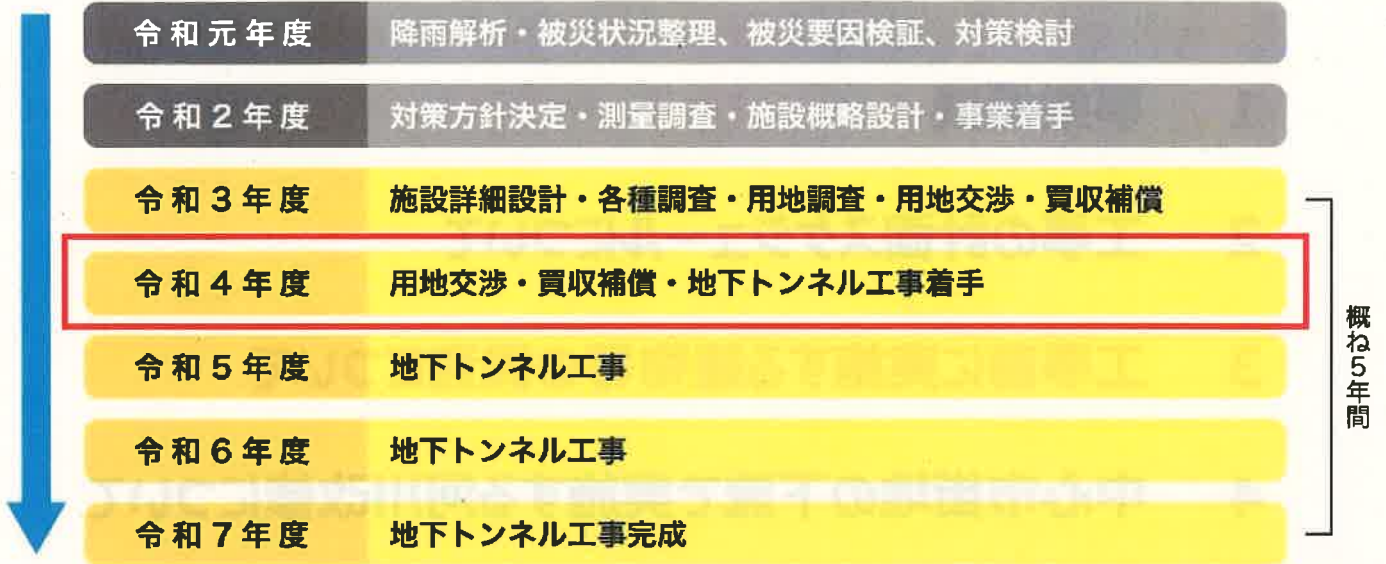 令和元年度 降雨解析・被災状況整理、被災要因検証、対策検討
令和2年度 対策方針決定・測量調査・施設概略設計・事業着手
令和3年度 施設詳細設計・各種調査・用地調査・用地交渉・買収補償
令和4年度 用地交渉・買収補償・地下トンネル工事着手
令和5年度 地下トンネル工事
令和6年度 地下トンネル工事
令和7年度 地下トンネル工事完成
概ね5年間